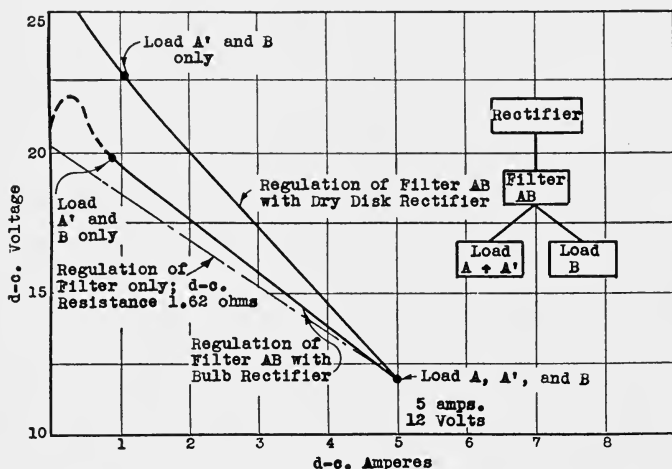 25
20
15
10
d-c. Voltage
Load A' and B
only
Load
A' and
B only
Regulation of Filter AB
with Dry Disk Rectifier
Regulation of
Filter only; d-c.
Resistance 1.62 ohms
Regulation of
Filter AB with
Bulb Rectifier
Rectifier
Filter
AB
Load
A + A'
Load
B
Load A, A', and B
5 amps.
12 Volts
1 2 3 4 5 6 7 8
d-c. Amperes